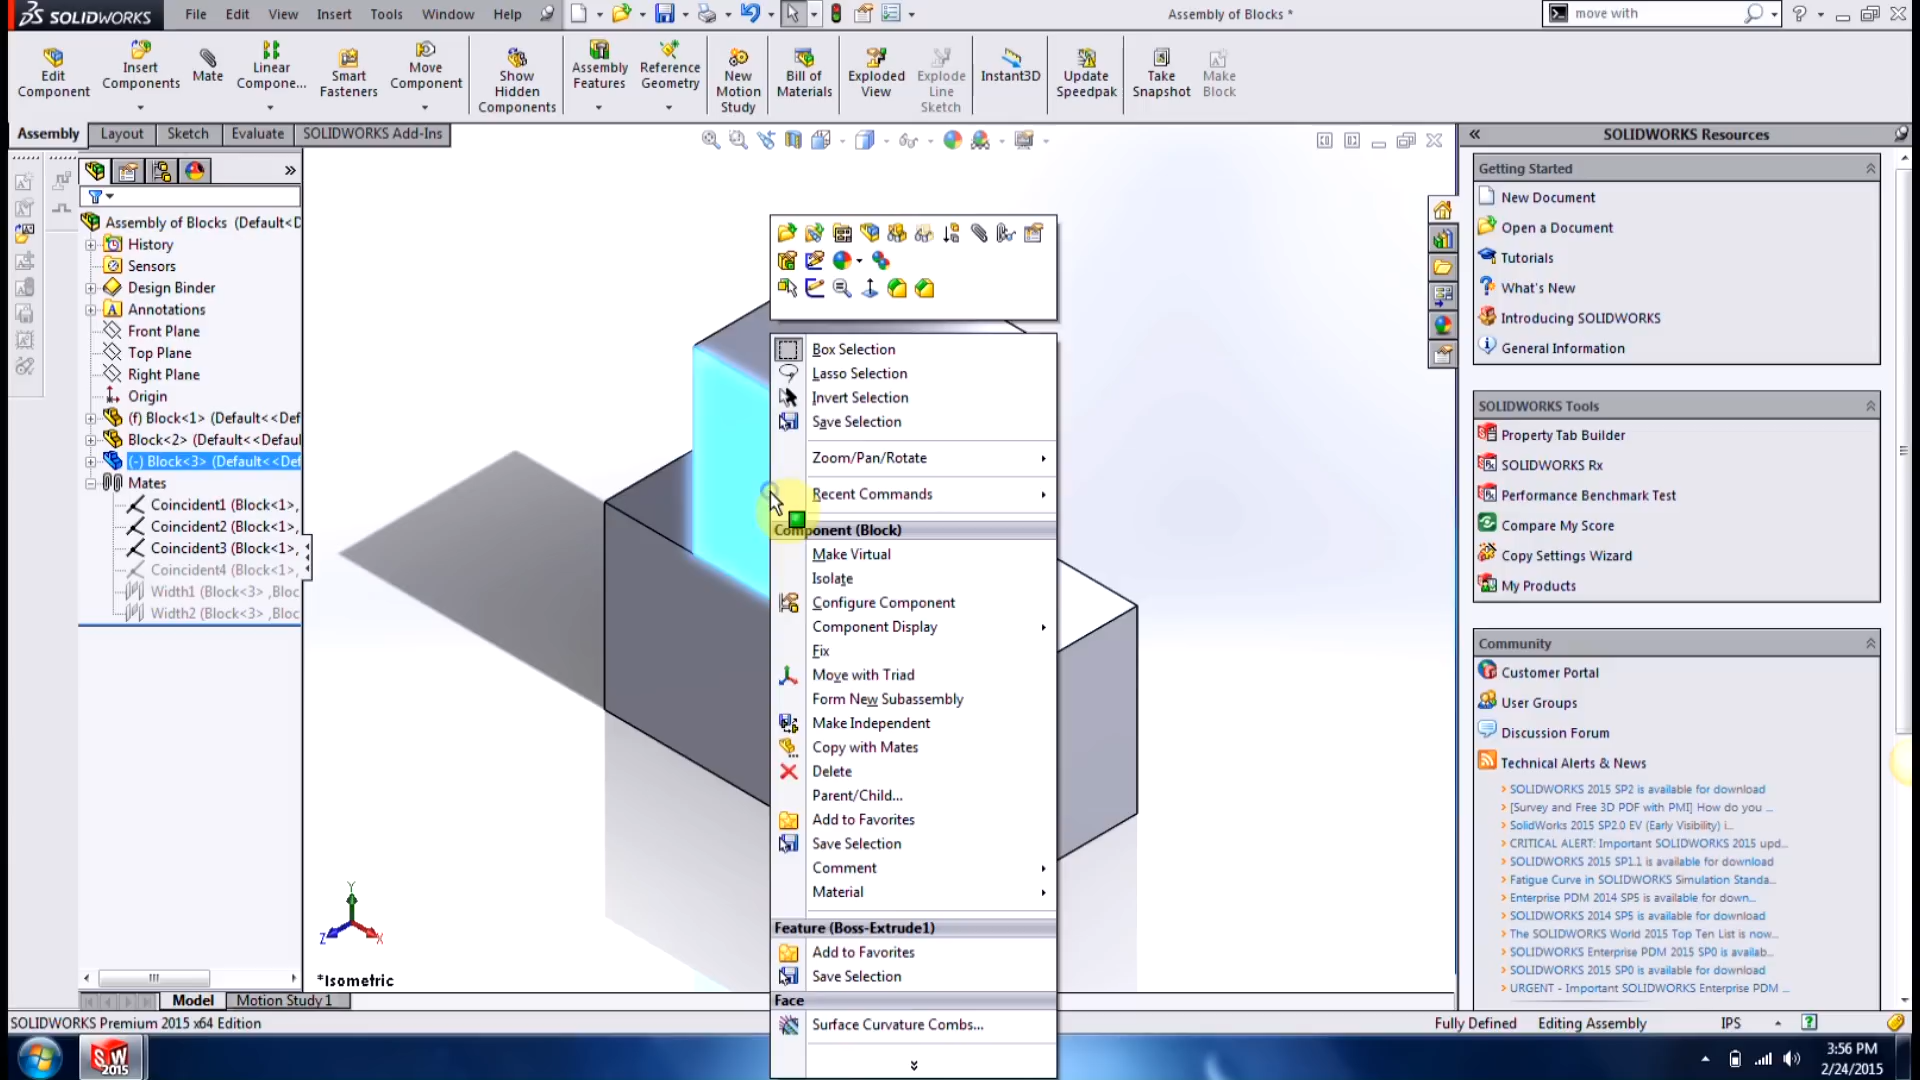 SOLIDWORKS File Edit View Insert Tools Window Help Assembly of Blocks * move with
Edit Component Insert Components Mate Linear Compone... Smart Fasteners Move Component Show Hidden Components Assembly Features Reference Geometry New Motion Study Bill of Materials Exploded View Explode Line Sketch Instant3D Update Speedpak Take Snapshot Make Block
Assembly Layout Sketch Evaluate SOLIDWORKS Add-Ins
Assembly of Blocks (Default<D
History
Sensors
Design Binder
Annotations
Front Plane
Top Plane
Right Plane
Origin
(f) Block<1> (Default<<Def
Block<2> (Default<<Defaul
(-) Block<3> (Default<<Def
Mates
Coincident1 (Block<1>,
Coincident2 (Block<1>,
Coincident3 (Block<1>,
Coincident4 (Block<1>,
Width1 (Block<3> ,Bloc
Width2 (Block<3> ,Bloc
Box Selection
Lasso Selection
Invert Selection
Save Selection
Zoom/Pan/Rotate
Recent Commands
Component (Block)
Make Virtual
Isolate
Configure Component
Component Display
Fix
Move with Triad
Form New Subassembly
Make Independent
Copy with Mates
Delete
Parent/Child...
Add to Favorites
Save Selection
Comment
Material
Feature (Boss-Extrude1)
Add to Favorites
Save Selection
Face
Surface Curvature Combs...
Y
Z X
*Isometric
SOLIDWORKS Resources
Getting Started
New Document
Open a Document
Tutorials
What's New
Introducing SOLIDWORKS
General Information
SOLIDWORKS Tools
Property Tab Builder
SOLIDWORKS Rx
Performance Benchmark Test
Compare My Score
Copy Settings Wizard
My Products
Community
Customer Portal
User Groups
Discussion Forum
Technical Alerts & News
SOLIDWORKS 2015 SP2 is available for download
[Survey and Free 3D PDF with PMI] How do you ...
SolidWorks 2015 SP2.0 EV (Early Visibility) i...
CRITICAL ALERT: Important SOLIDWORKS 2015 upd...
SOLIDWORKS 2015 SP1.1 is available for download
Fatigue Curve in SOLIDWORKS Simulation Standa...
Enterprise PDM 2014 SP5 is available for down...
SOLIDWORKS 2014 SP5 is available for download
The SOLIDWORKS World 2015 Top Ten List is now...
SOLIDWORKS Enterprise PDM 2015 SP0 is availab...
SOLIDWORKS 2015 SP0 is available for download
URGENT - Important SOLIDWORKS Enterprise PDM ...
Model Motion Study 1
SOLIDWORKS Premium 2015 x64 Edition Fully Defined Editing Assembly IPS
SW 2015
3:56 PM
2/24/2015